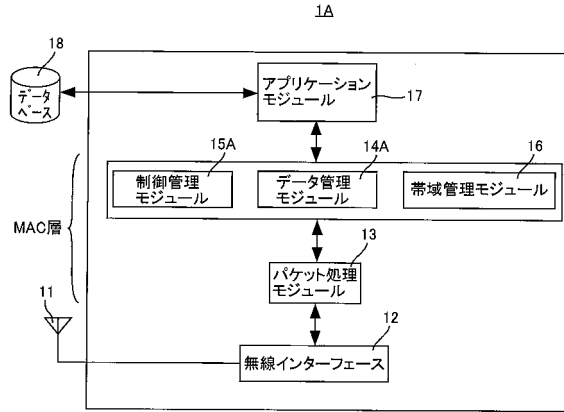 1A
18
データ
ベース
アプリケーション
モジュール
17
15A
14A
16
制御管理
モジュール
データ管理
モジュール
帯域管理モジュール
MAC層
13
パケット処理
モジュール
11
12
無線インターフェース